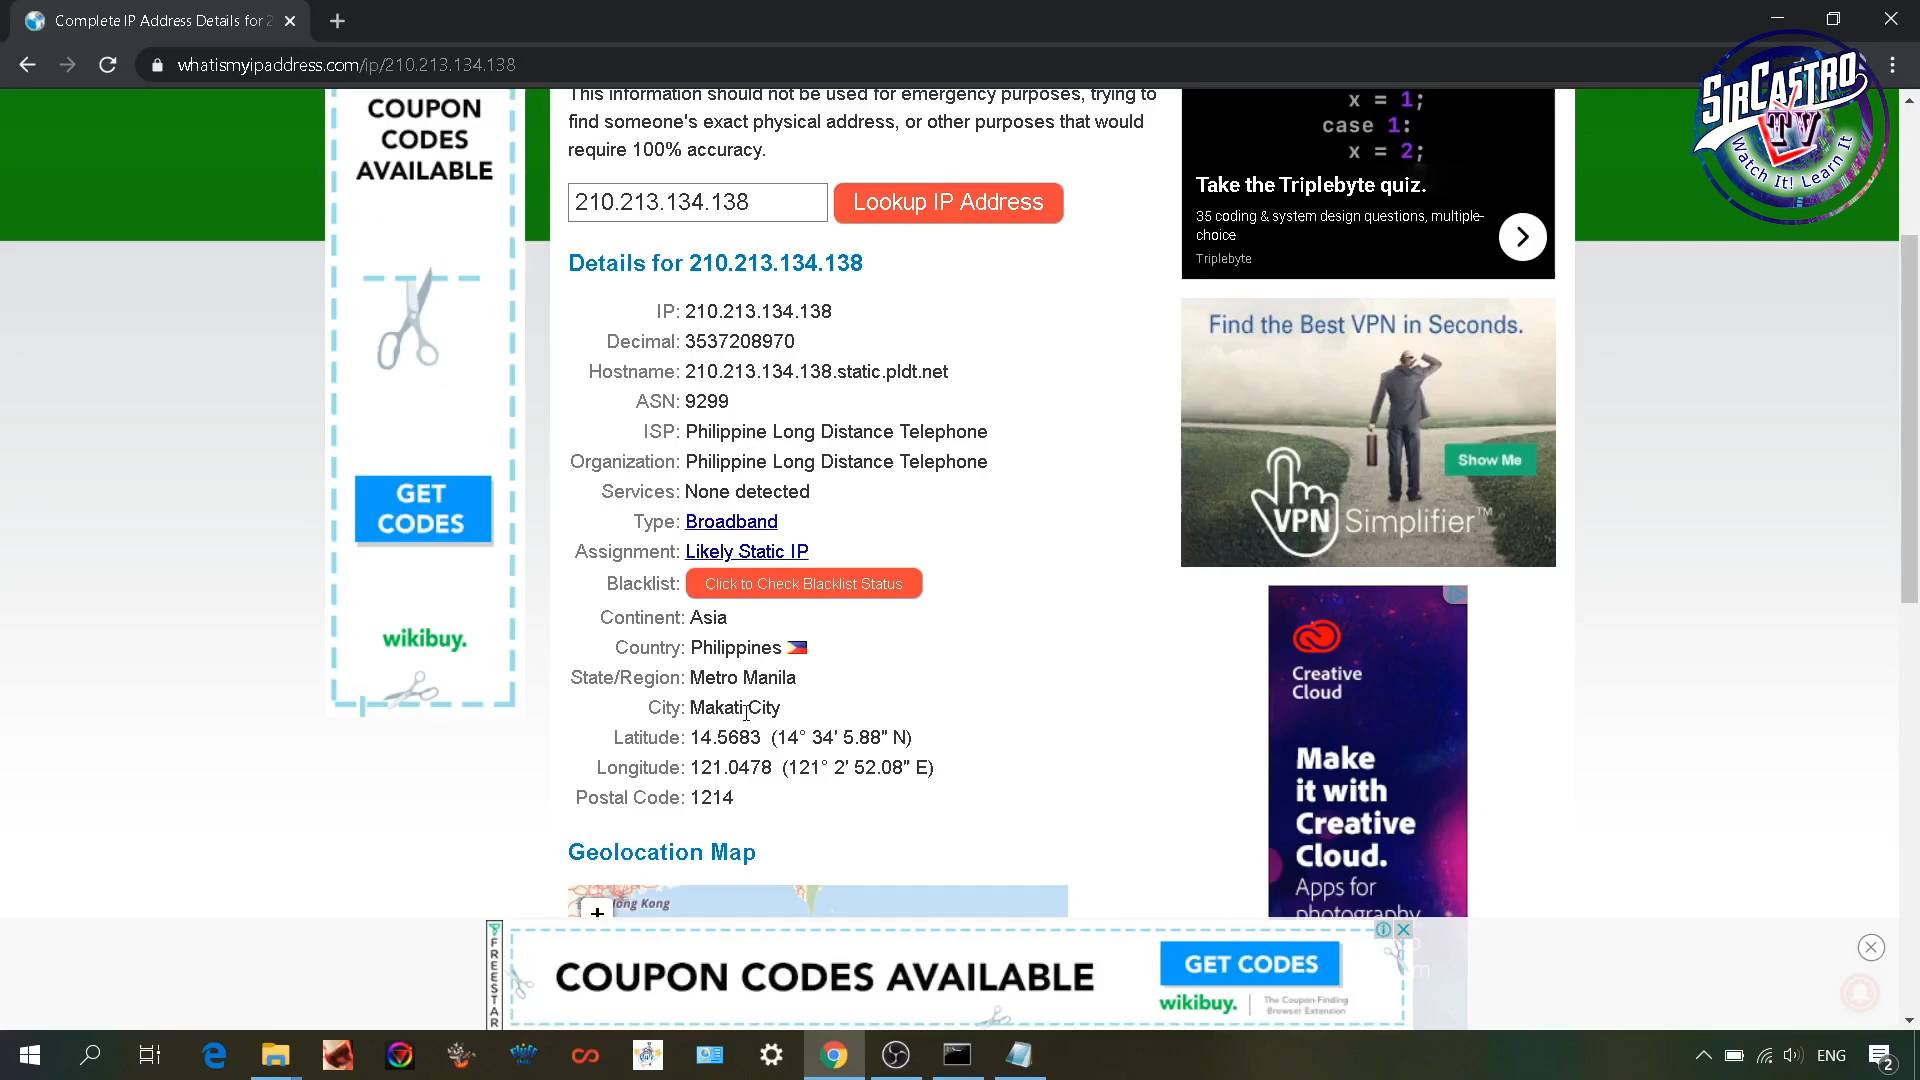 Complete IP Address Details for 2
whatismyipaddress.com/ip/210.213.134.138
SIRCASTRO
TV
Watch It! Learn It!
COUPON
CODES
AVAILABLE
GET
CODES
wikibuy.
This information should not be used for emergency purposes, trying to
find someone's exact physical address, or other purposes that would
require 100% accuracy.
210.213.134.138
Lookup IP Address
Details for 210.213.134.138
IP: 210.213.134.138
Decimal: 3537208970
Hostname: 210.213.134.138.static.pldt.net
ASN: 9299
ISP: Philippine Long Distance Telephone
Organization: Philippine Long Distance Telephone
Services: None detected
Type: Broadband
Assignment: Likely Static IP
Blacklist: Click to Check Blacklist Status
Continent: Asia
Country: Philippines
State/Region: Metro Manila
City: Makati City
Latitude: 14.5683 (14° 34' 5.88" N)
Longitude: 121.0478 (121° 2' 52.08" E)
Postal Code: 1214
Geolocation Map
Hong Kong
+
x = 1;
case 1:
x = 2;
Take the Triplebyte quiz.
35 coding & system design questions, multiple-
choice
Triplebyte
Find the Best VPN in Seconds.
Show Me
VPN Simplifier™
Creative
Cloud
Make
it with
Creative
Cloud.
Apps for
photography,
FREESTAR
COUPON CODES AVAILABLE
GET CODES
wikibuy.
The Coupon-Finding
Browser Extension
ENG
2